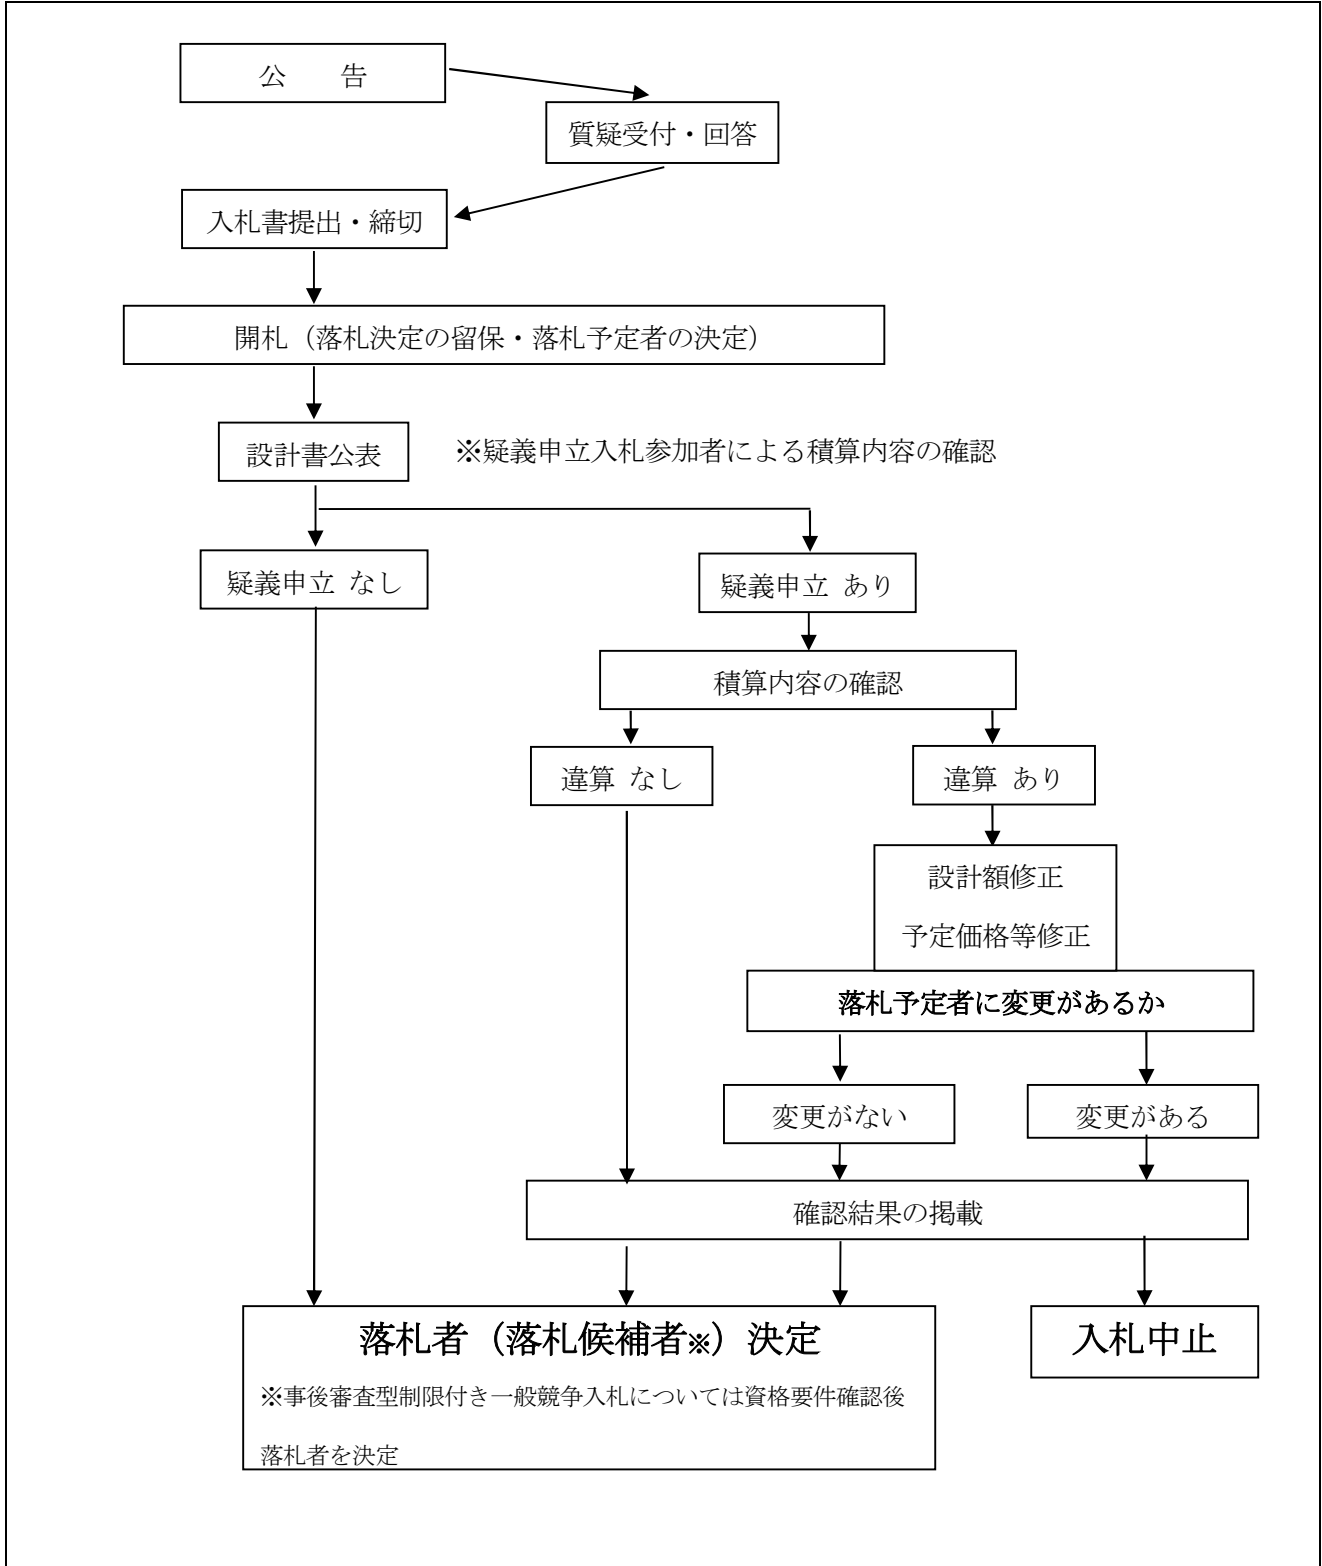 公　　告
質疑受付・回答
入札書提出・締切
開札（落札決定の留保・落札予定者の決定）
設計書公表
※疑義申立入札参加者による積算内容の確認
疑義申立 なし
疑義申立 あり
積算内容の確認
違算 なし
違算 あり
設計額修正
予定価格等修正
落札予定者に変更があるか
変更がない
変更がある
確認結果の掲載
落札者（落札候補者※）決定
※事後審査型制限付き一般競争入札については資格要件確認後
落札者を決定
入札中止